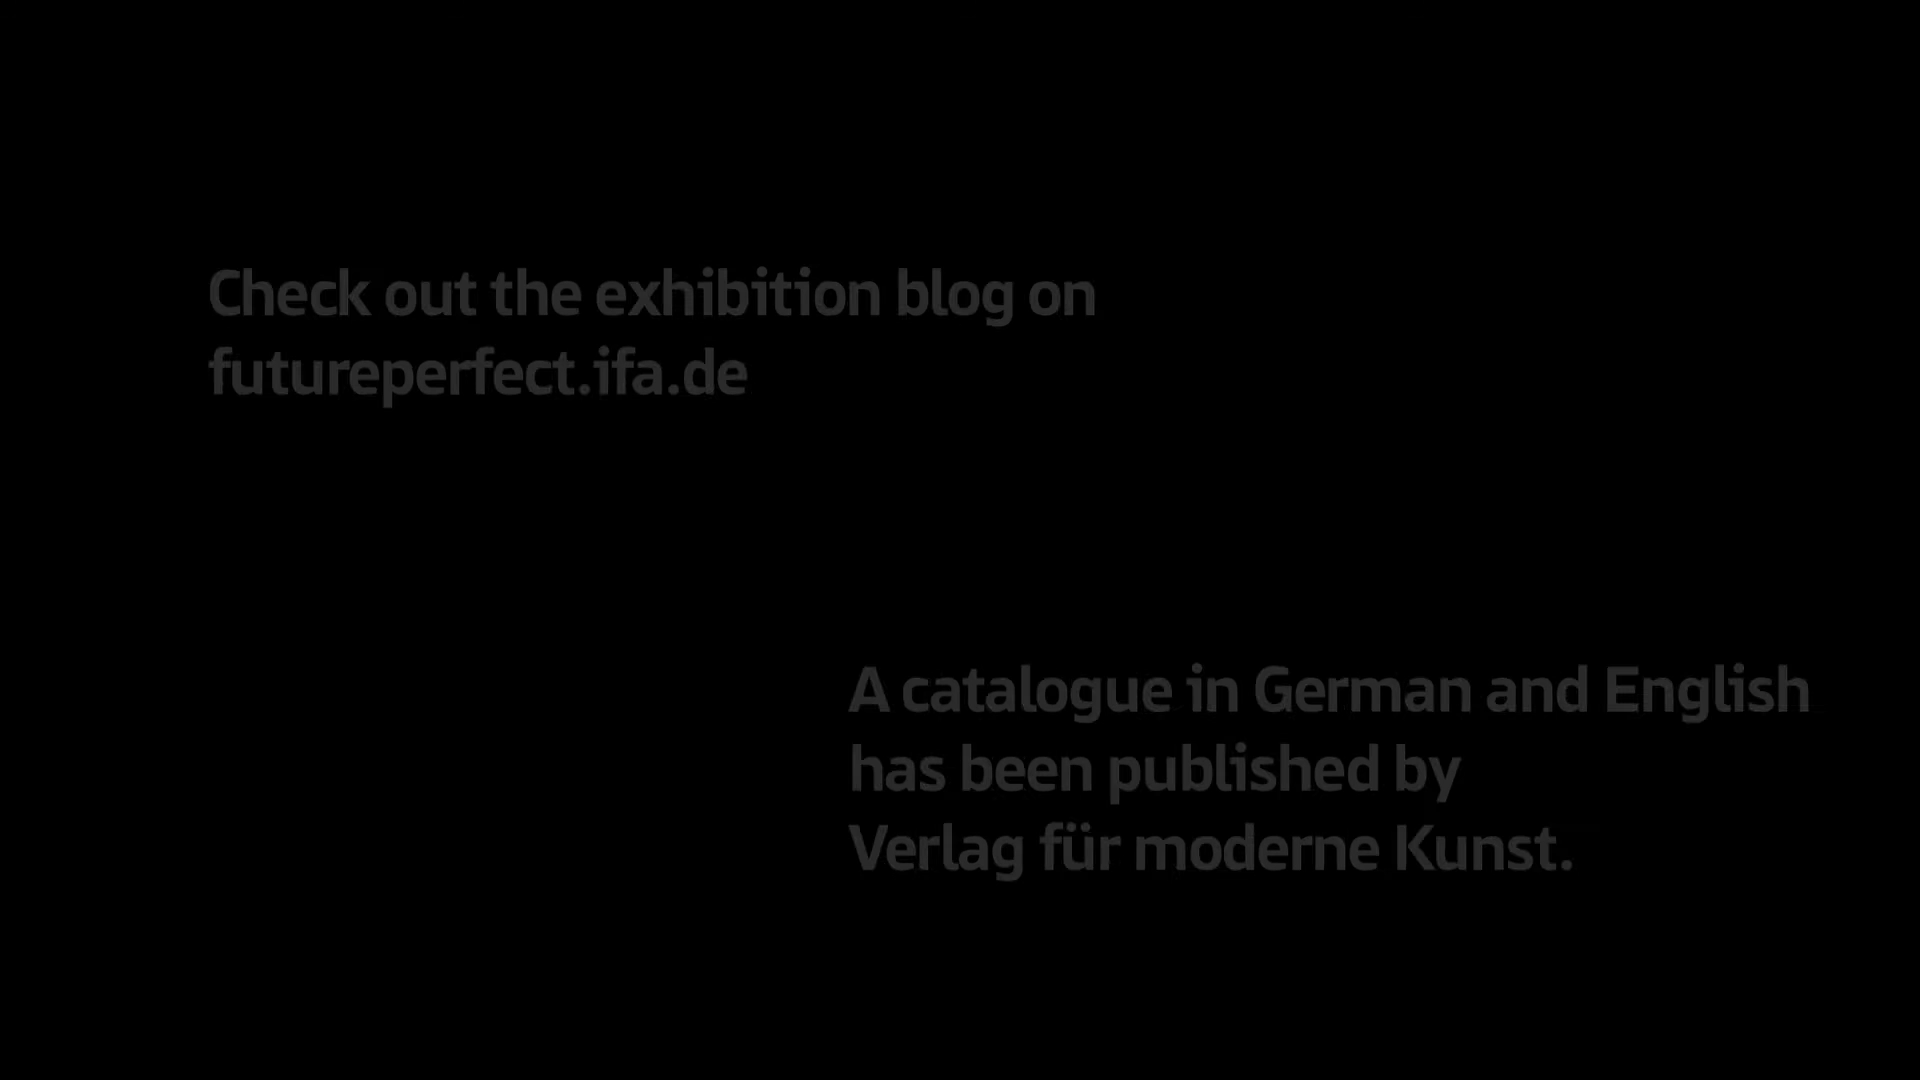 Check out the exhibition blog on
futureperfect.ifa.de
A catalogue in German and English
has been published by
Verlag für moderne Kunst.